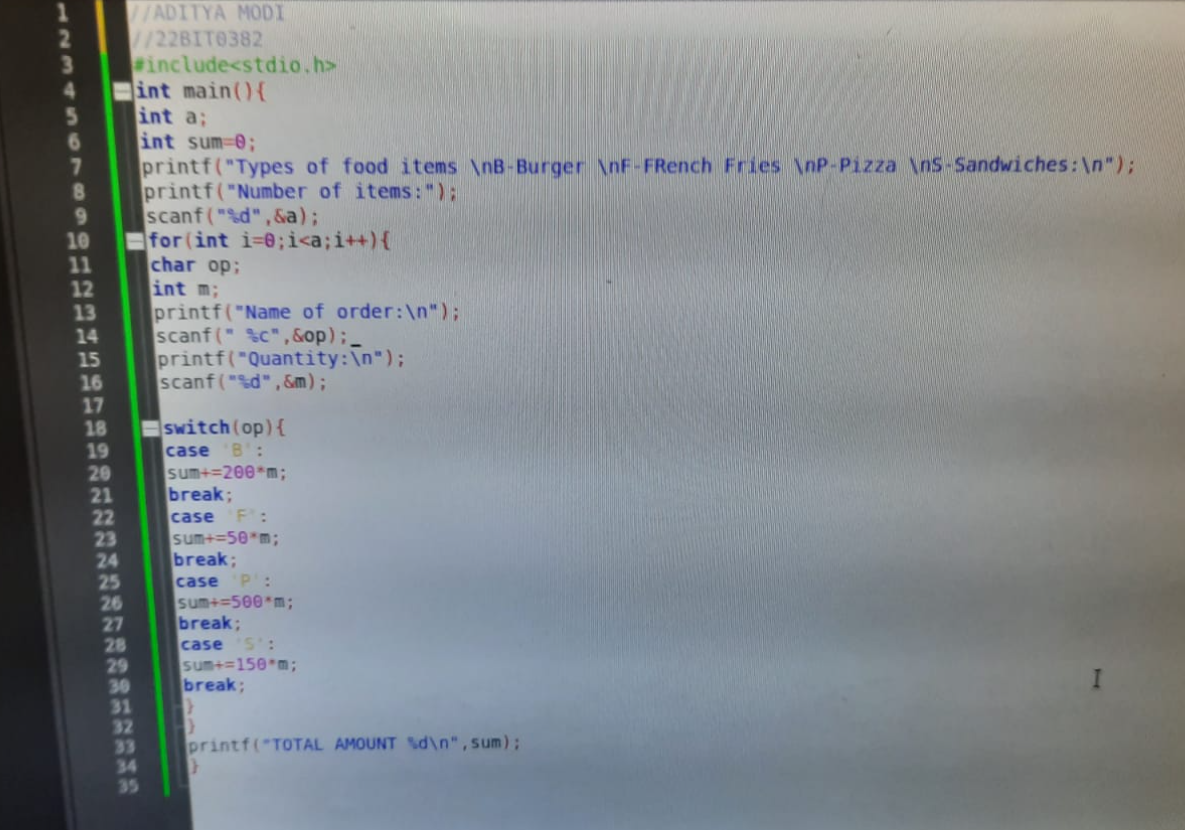 1 //ADITYA MODI
2 //22BIT0382
3 #include<stdio.h>
4 int main(){
5 int a;
6 int sum=0;
7 printf("Types of food items \nB-Burger \nF-FRench Fries \nP-Pizza \nS-Sandwiches:\n");
8 printf("Number of items:");
9 scanf("%d",&a);
10 for(int i=0;i<a;i++){
11 char op;
12 int m;
13 printf("Name of order:\n");
14 scanf(" %c",&op);_
15 printf("Quantity:\n");
16 scanf("%d",&m);
17
18 switch(op){
19 case 'B':
20 sum+=200*m;
21 break;
22 case 'F':
23 sum+=50*m;
24 break;
25 case 'P':
26 sum+=500*m;
27 break;
28 case 'S':
29 sum+=150*m;
30 break;
31 }
32 }
33 printf("TOTAL AMOUNT %d\n",sum);
34 }
35